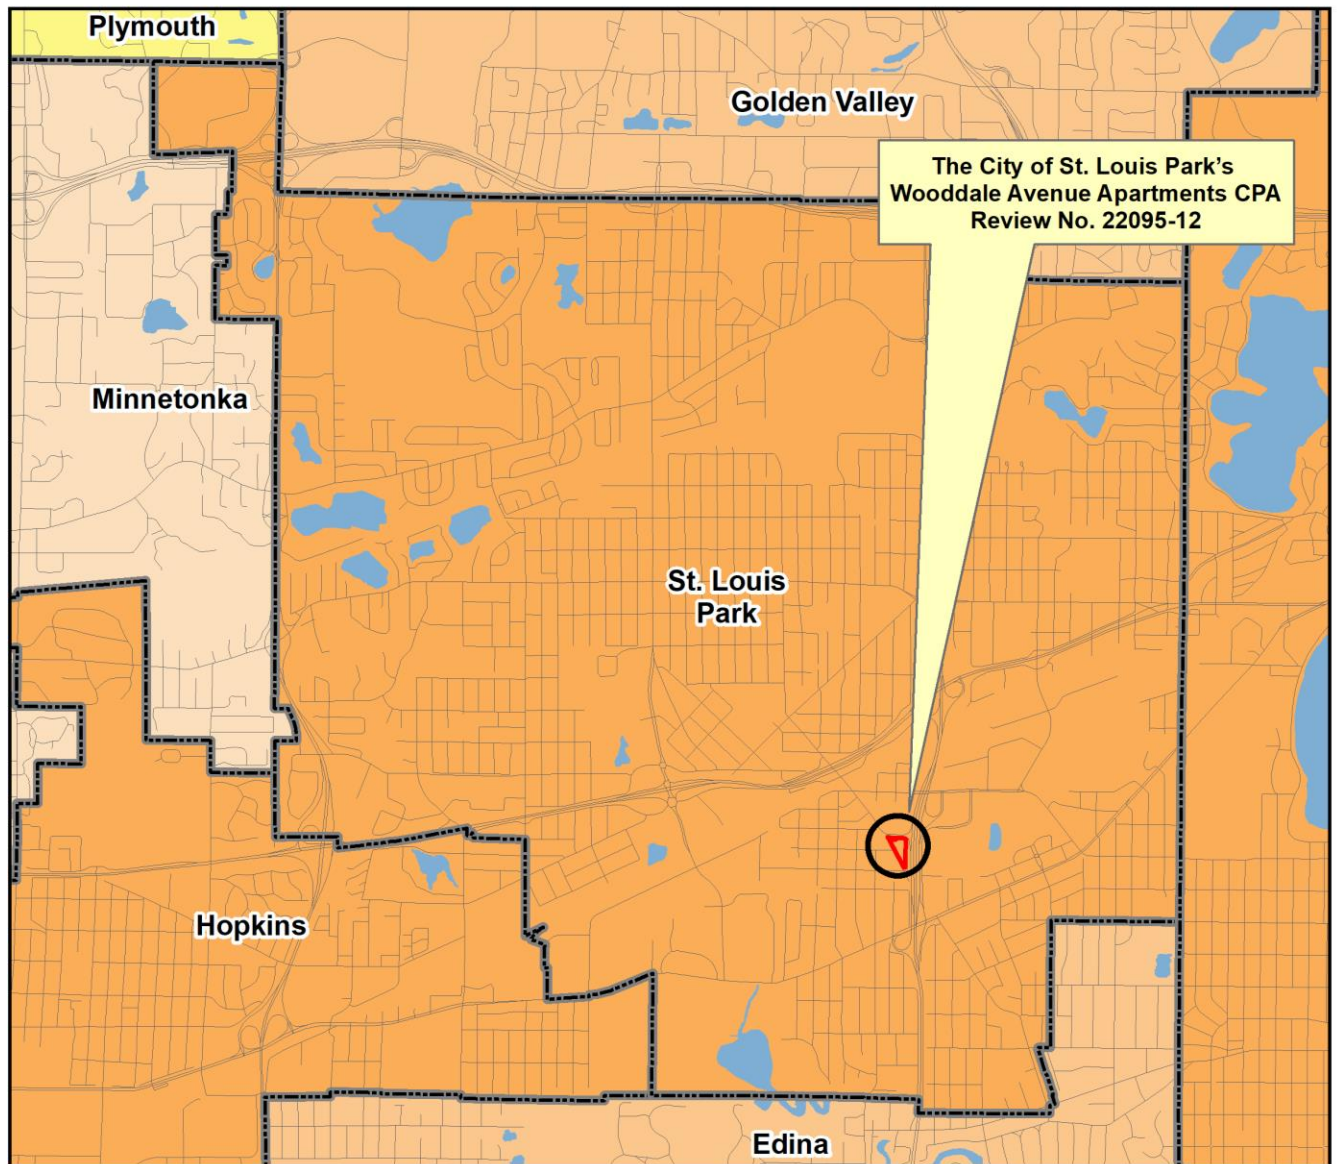 Plymouth
Golden Valley
The City of St. Louis Park’s
Wooddale Avenue Apartments CPA
Review No. 22095-12
Minnetonka
St. Louis
Park
Hopkins
Edina